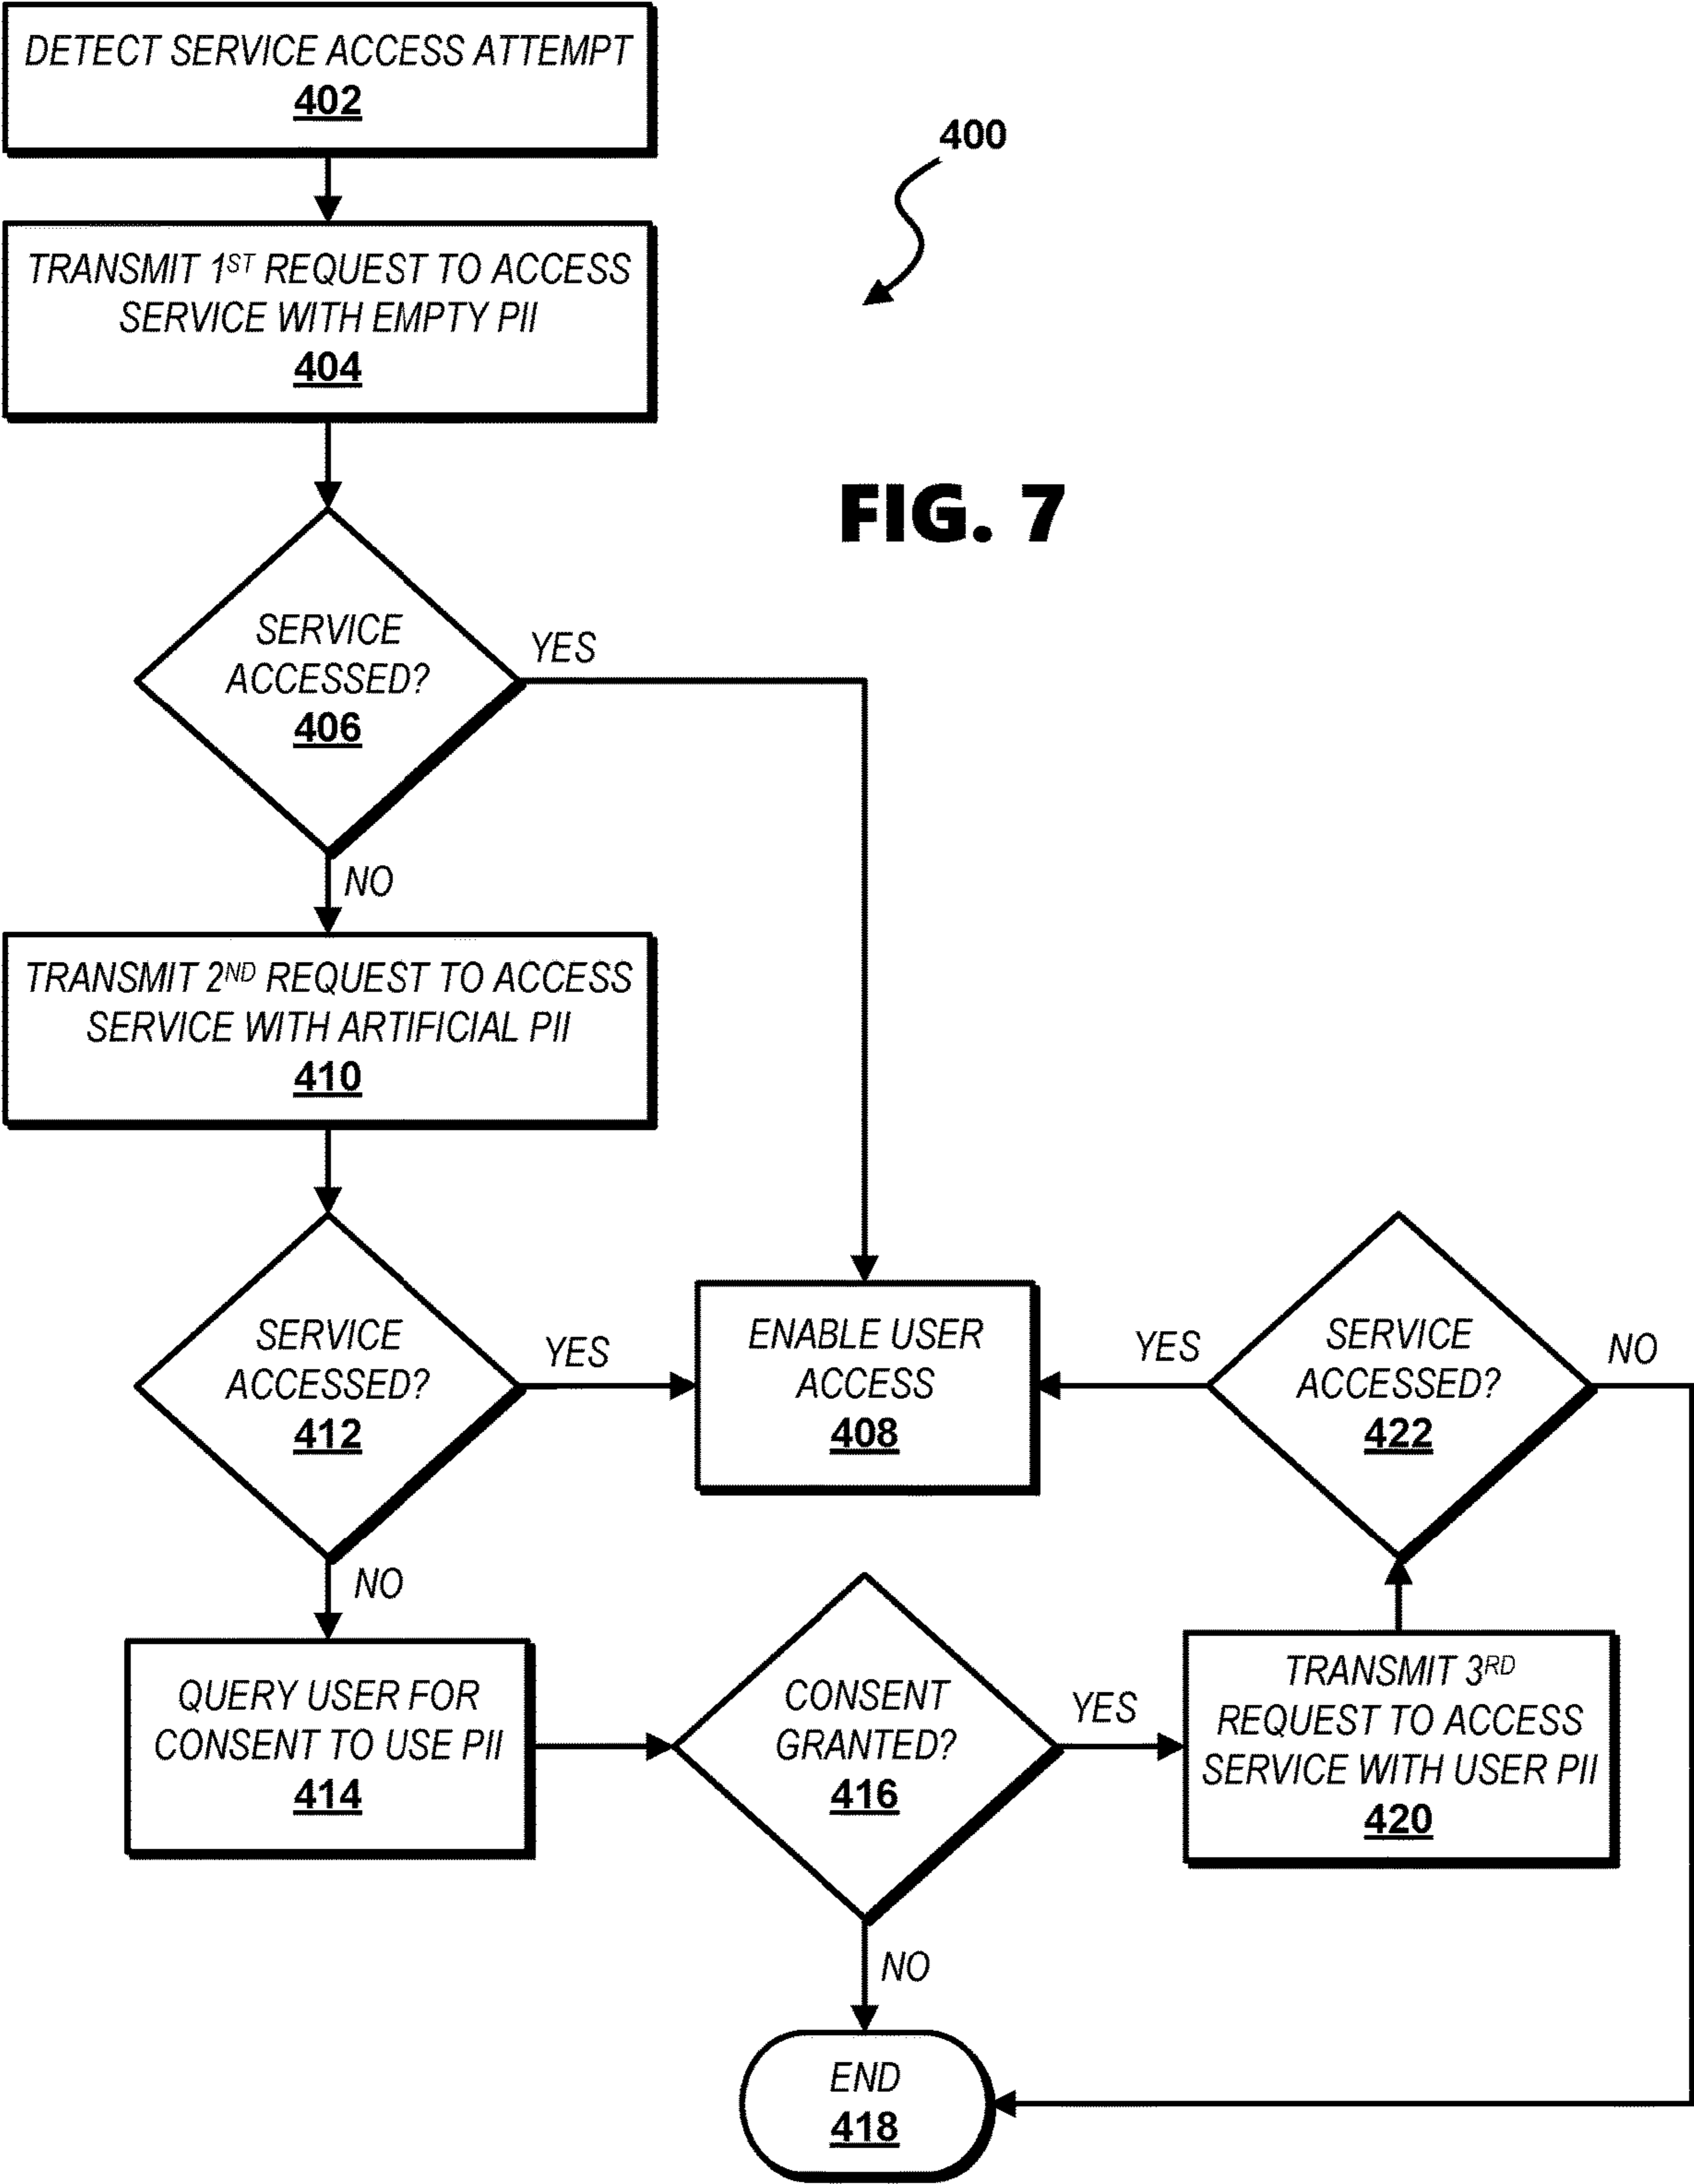 DETECT SERVICE ACCESS ATTEMPT
402
400
TRANSMIT 1ST REQUEST TO ACCESS
SERVICE WITH EMPTY PII
404
FIG. 7
SERVICE
ACCESSED?
406
YES
NO
TRANSMIT 2ND REQUEST TO ACCESS
SERVICE WITH ARTIFICIAL PII
410
SERVICE
ACCESSED?
412
YES
ENABLE USER
ACCESS
408
YES
SERVICE
ACCESSED?
422
NO
NO
QUERY USER FOR
CONSENT TO USE PII
414
CONSENT
GRANTED?
416
YES
TRANSMIT 3RD
REQUEST TO ACCESS
SERVICE WITH USER PII
420
NO
END
418